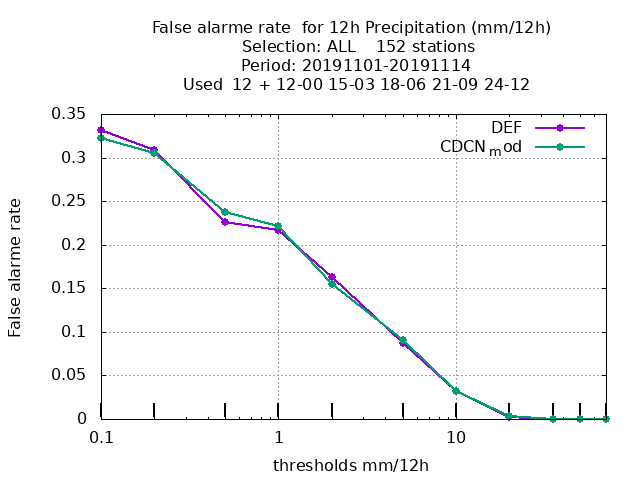 False alarme rate  for 12h Precipitation (mm/12h)
Selection: ALL    152 stations
Period: 20191101-20191114
Used  12 + 12-00 15-03 18-06 21-09 24-12
DEF
CDCNmod
0.35
0.3
0.25
0.2
0.15
0.1
0.05
0
False alarme rate
0.1
1
10
thresholds mm/12h